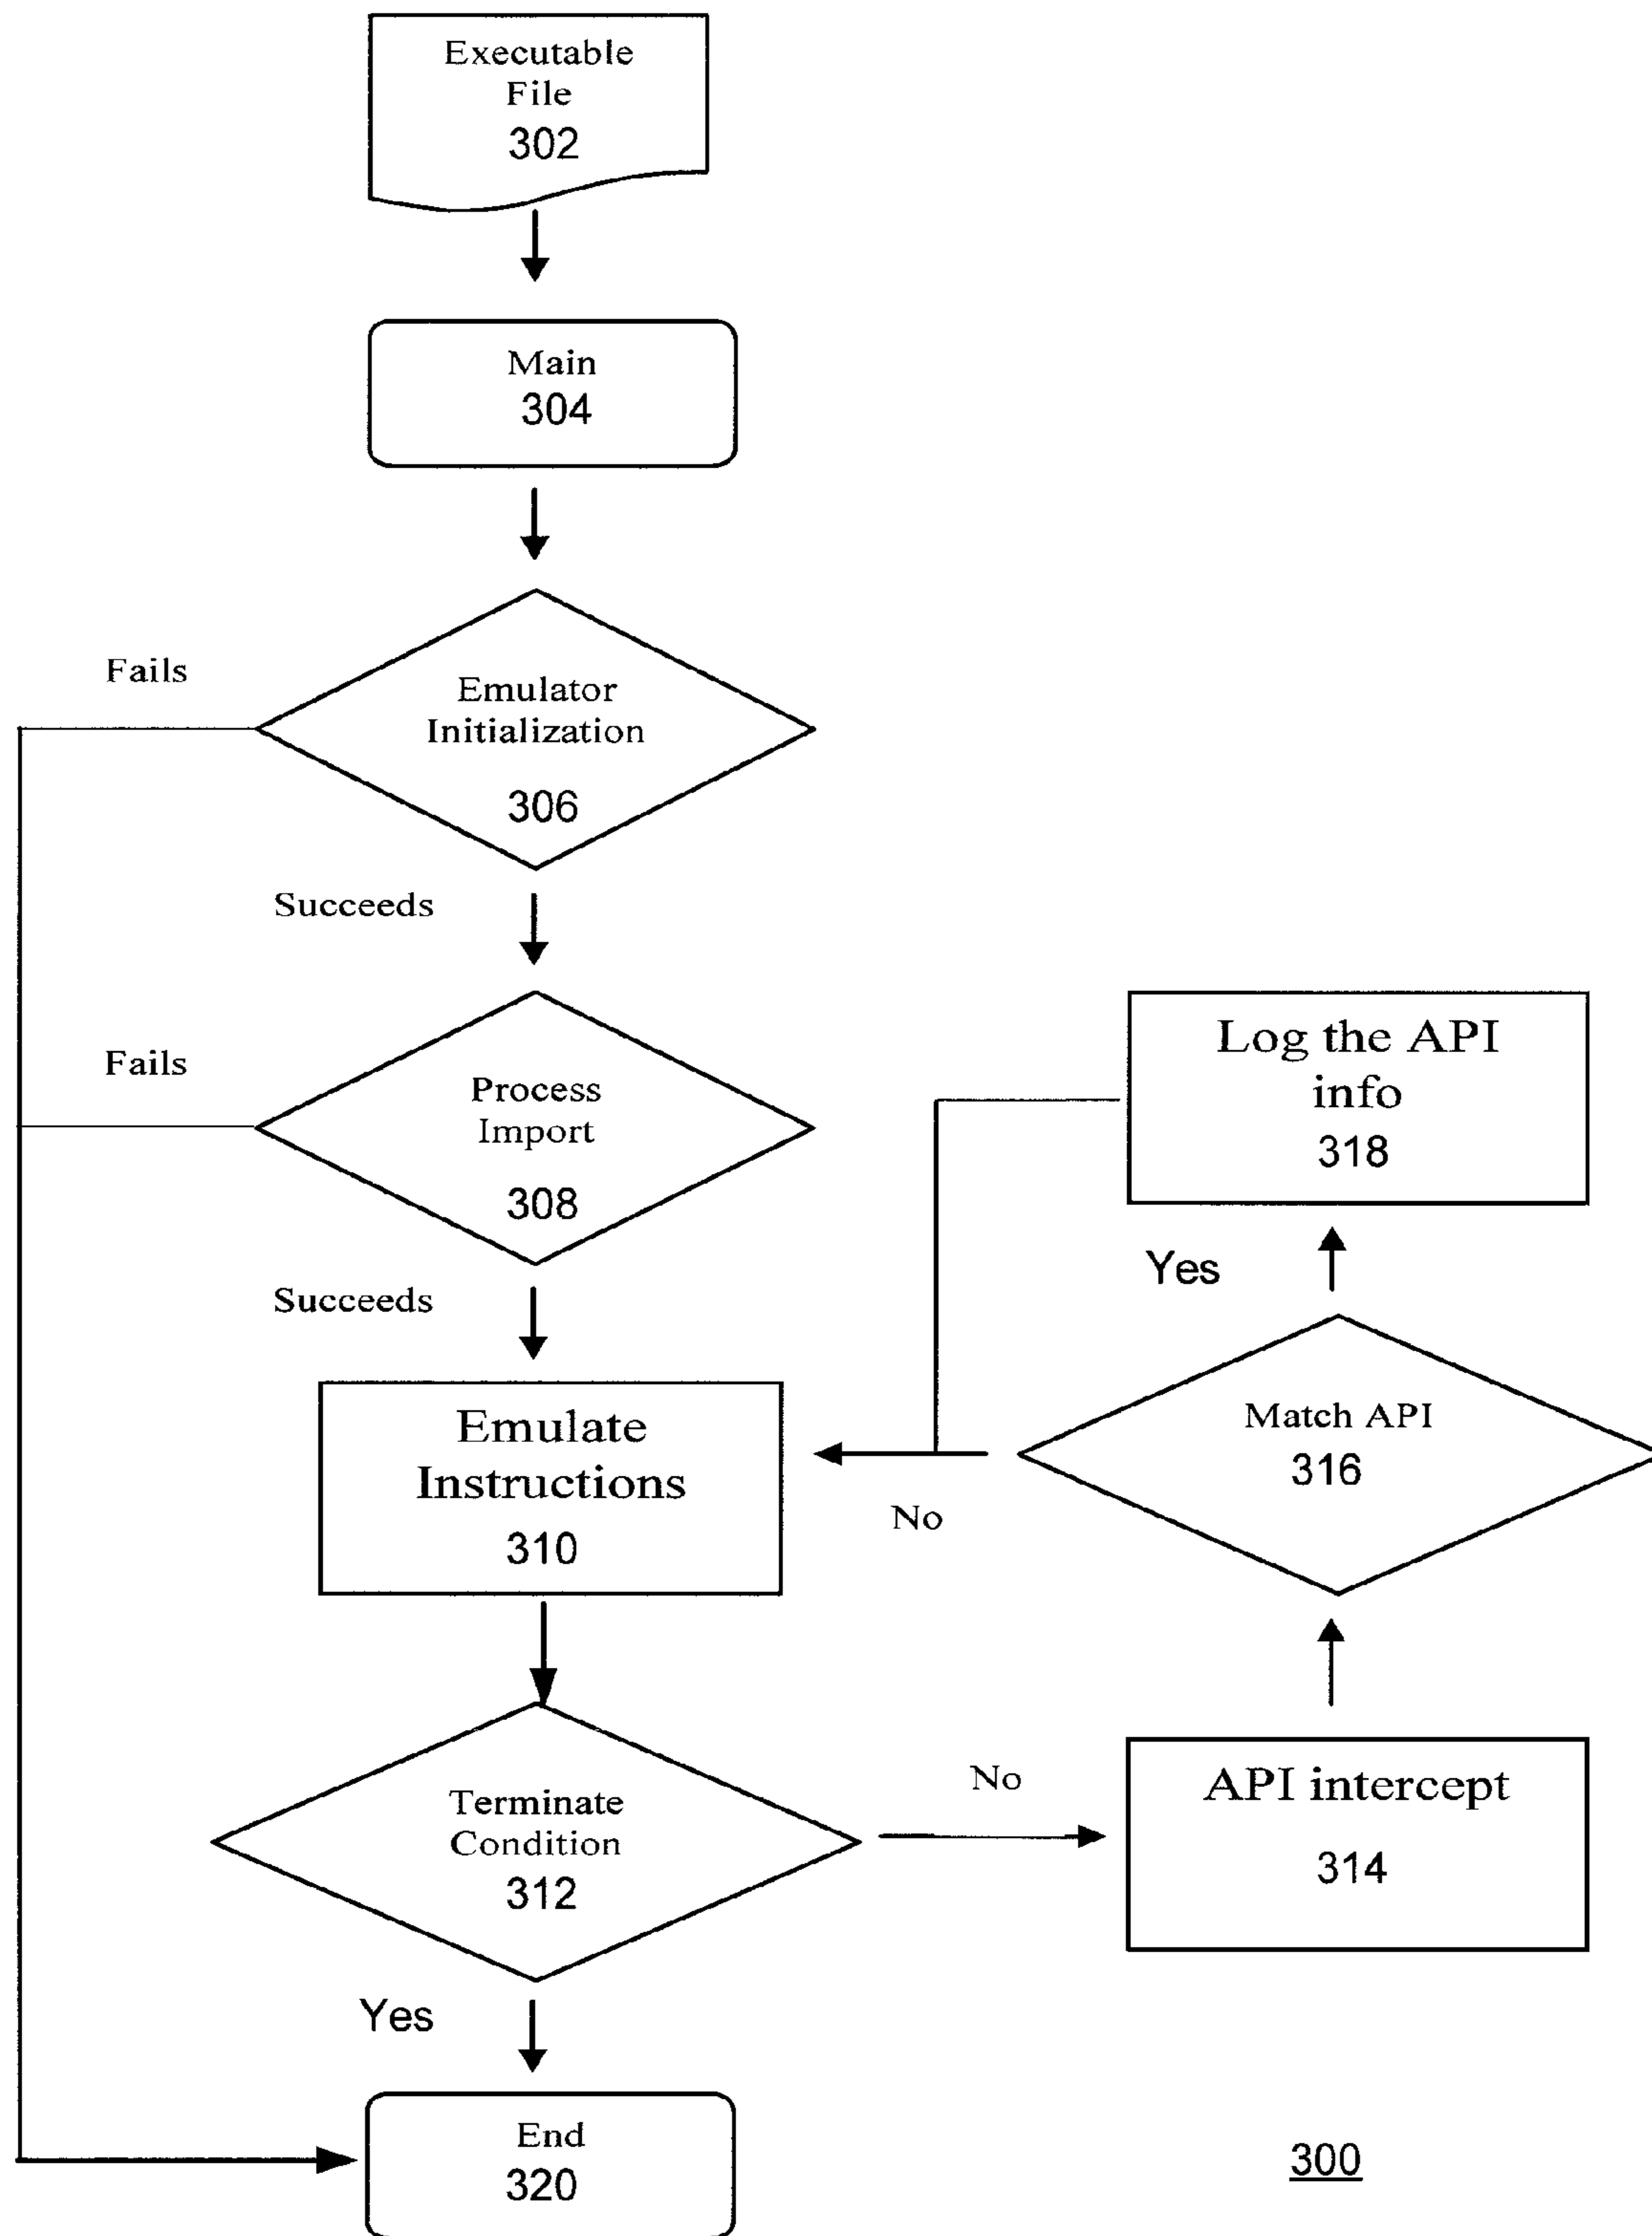 Executable
File
302
Main
304
Fails
Emulator
Initialization
306
Succeeds
Fails
Process
Import
308
Succeeds
Log the API
info
318
Yes
Emulate
Instructions
310
Match API
316
No
Terminate
Condition
312
No
API intercept
314
Yes
End
320
300